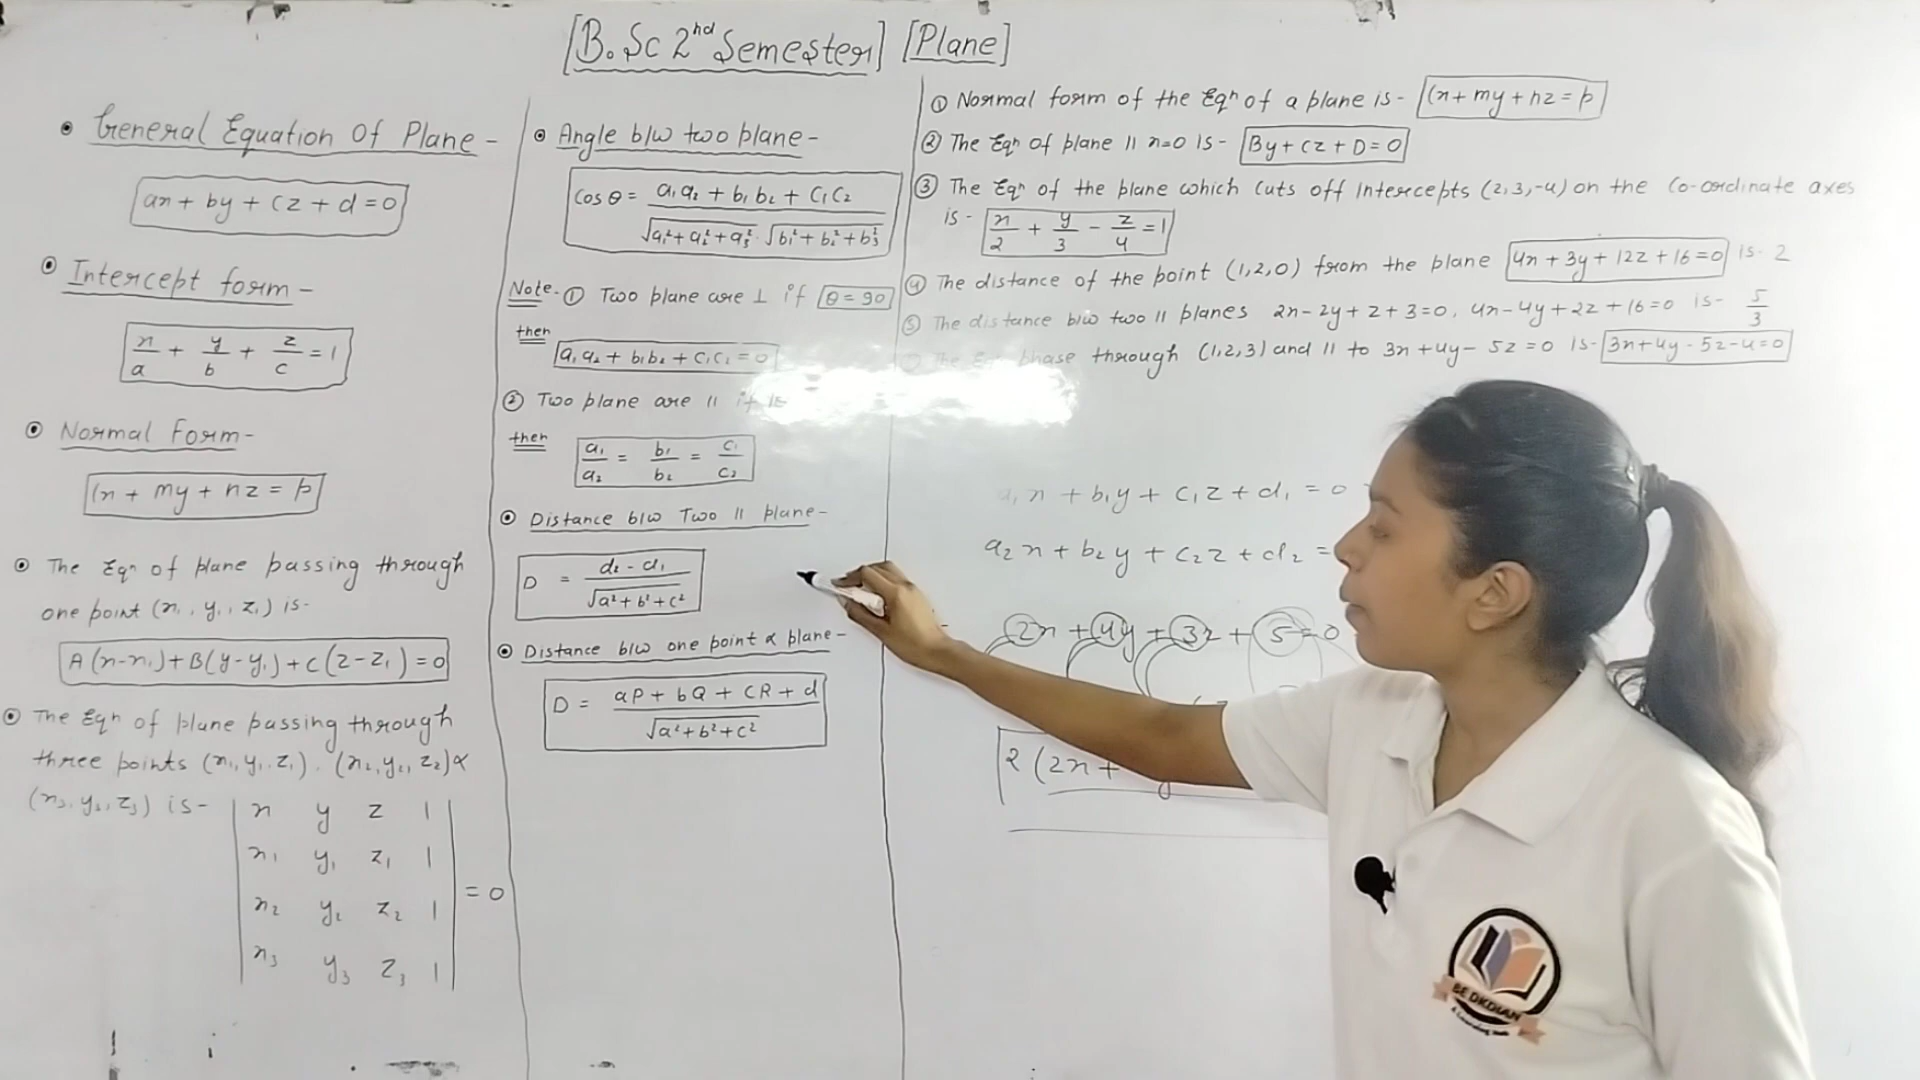 [B.Sc 2nd Semester] [Plane]
• General Equation Of Plane -
ax + by + cz + d = 0
• Intercept form -
x/a + y/b + z/c = 1
• Normal Form -
lx + my + nz = p
• The Eqn of plane passing through
one point (x1, y1, z1) is -
A(x-x1) + B(y-y1) + C(z-z1) = 0
• The Eqn of plane passing through
three points (x1, y1, z1), (x2, y2, z2) &
(x3, y3, z3) is -
x y z 1
x1 y1 z1 1
x2 y2 z2 1
= 0
x3 y3 z3 1
• Angle b/w two plane -
Cos θ = a1a2 + b1b2 + c1c2 / √a1²+a2²+a3² . √b1²+b2²+b3²
Note - ① Two plane are ⊥ if θ = 90
then
a1a2 + b1b2 + c1c2 = 0
② Two plane are || if
then
a1/a2 = b1/b2 = c1/c2
• Distance b/w Two || plane -
D = d2 - d1 / √a²+b²+c²
• Distance b/w one point & plane -
D = aP + bQ + cR + d / √a²+b²+c²
① Normal form of the Eqn of a plane is - lx + my + nz = p
② The Eqn of plane || x=0 is - By + cz + D = 0
③ The Eqn of the plane which cuts off Intercepts (2,3,-4) on the Co-ordinate axes
is - x/2 + y/3 - z/4 = 1
④ The distance of the point (1,2,0) from the plane 4x + 3y + 12z + 16 = 0 is - 2
⑤ The distance b/w two || planes 2x - 2y + z + 3 = 0, 4x - 4y + 2z + 16 = 0 is - 5/3
The phase through (1,2,3) and || to 3x + 4y - 5z = 0 is - 3x + 4y - 5z - 4 = 0
a1x + b1y + c1z + d1 = 0
a2x + b2y + c2z + d2 =
2x + 4y + 3z + 5 = 0
2 (2x +
BE DKDIAN